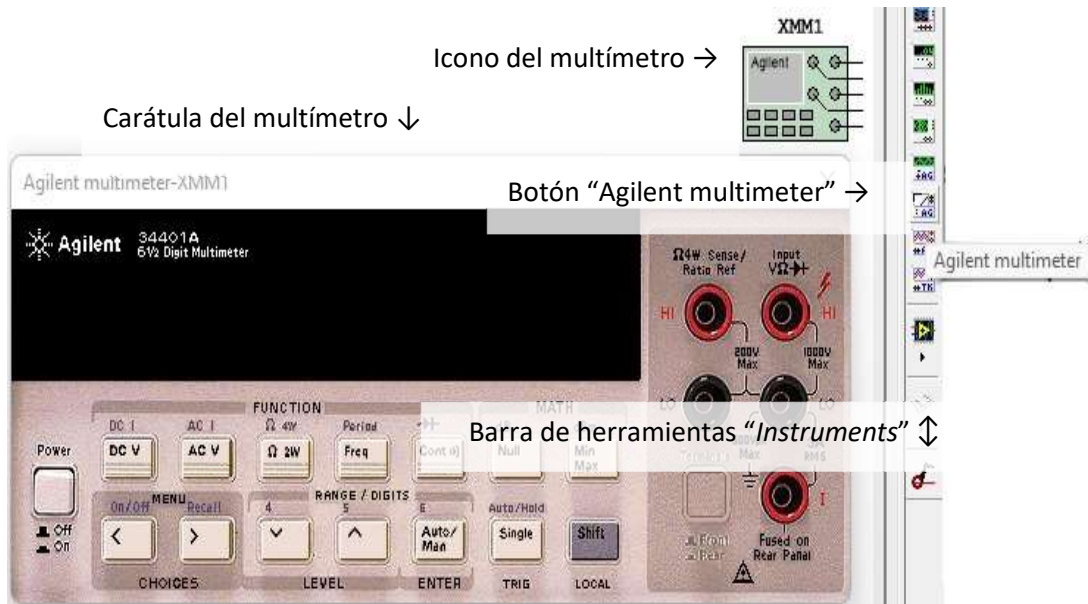 XMM1
Icono del multímetro →
Agilent
Carátula del multímetro ↓
Agilent multimeter-XMM1
Botón “Agilent multimeter” →
Agilent multimeter
Agilent 34401A
6½ Digit Multimeter
Ω4W Sense/ Ratio Ref
Input VΩ
HI
HI
200V Max
1000V Max
LO
LO
Barra de herramientas “Instruments” ↕
FUNCTION
MATH
DC I
AC I
Ω 4W
Period
Power
DC V
AC V
Ω 2W
Freq
Cont
Null
Min Max
Max
RMS
MENU
RANGE / DIGITS
On/Off
Recall
4
5
6
Auto/Hold
Off
On
<
>
Auto/ Man
Single
Shift
I
Front
Rear
Fused on Rear Panel
CHOICES
LEVEL
ENTER
TRIG
LOCAL